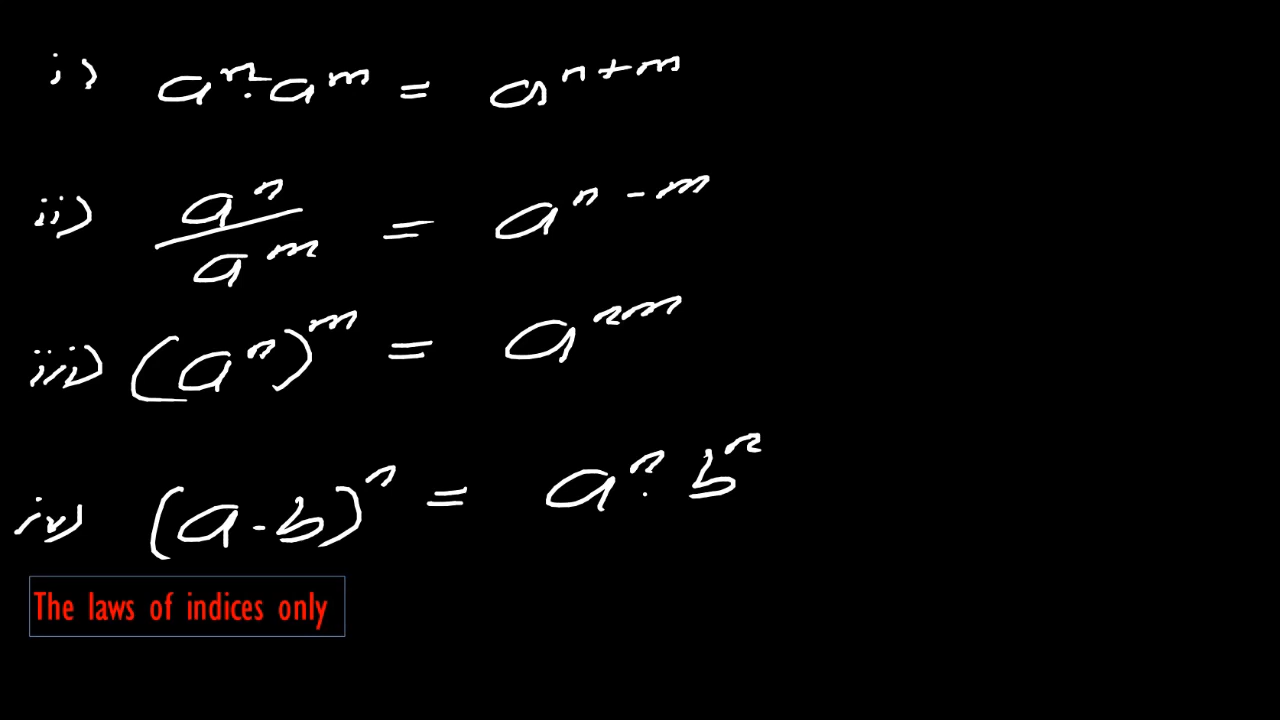 i) aⁿ · aᵐ = aⁿ⁺ᵐ
ii) aⁿ / aᵐ = aⁿ⁻ᵐ
iii) (aⁿ)ᵐ = aⁿᵐ
iv) (a · b)ⁿ = aⁿ · bⁿ
The laws of indices only